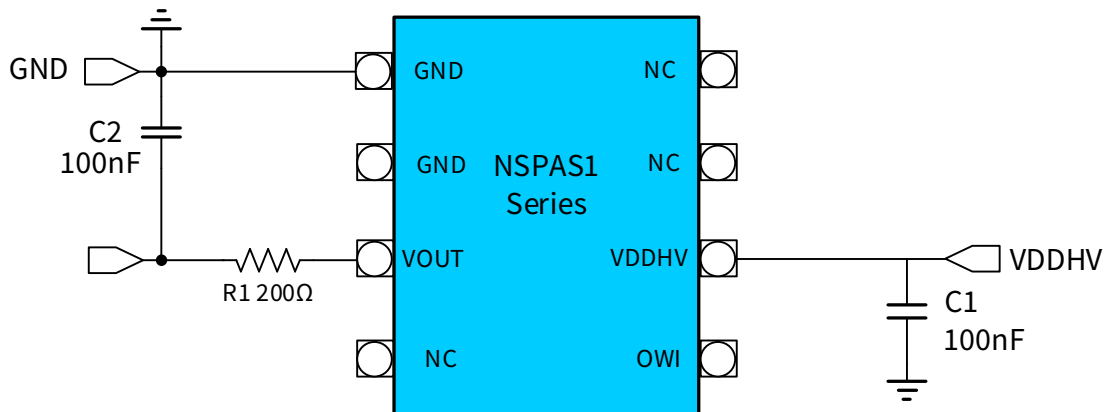 GND
GND
NC
C2
100nF
GND
NC
NSPAS1
Series
VOUT
VDDHV
VDDHV
R1 200Ω
C1
100nF
NC
OWI